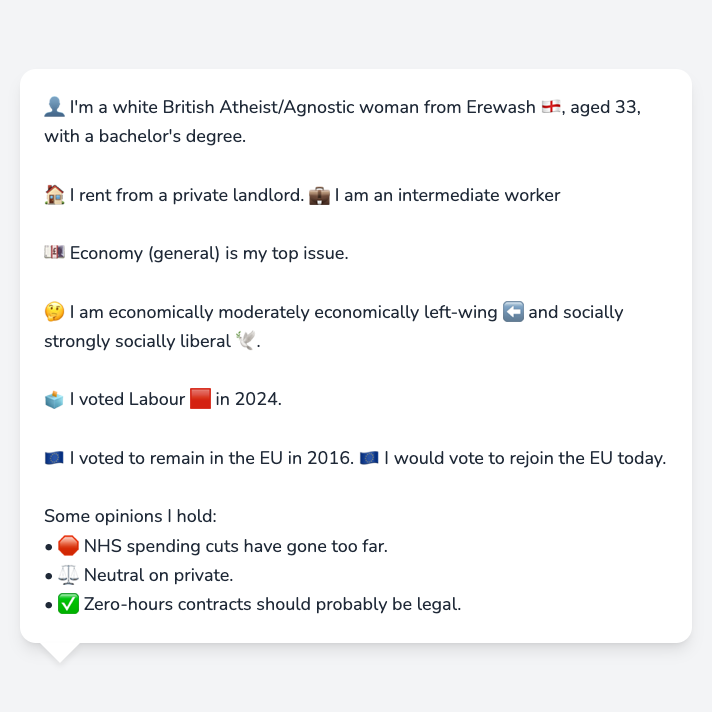 👤 I'm a white British Atheist/Agnostic woman from Erewash 🏴󠁧󠁢󠁥󠁮󠁧󠁿, aged 33,
with a bachelor's degree.
🏠 I rent from a private landlord. 💼 I am an intermediate worker
💷 Economy (general) is my top issue.
🤔 I am economically moderately economically left-wing ⬅️ and socially
strongly socially liberal 🕊️.
🗳️ I voted Labour 🟥 in 2024.
🇪🇺 I voted to remain in the EU in 2016. 🇪🇺 I would vote to rejoin the EU today.
Some opinions I hold:
• 🛑 NHS spending cuts have gone too far.
• ⚖️ Neutral on private.
• ✅ Zero-hours contracts should probably be legal.